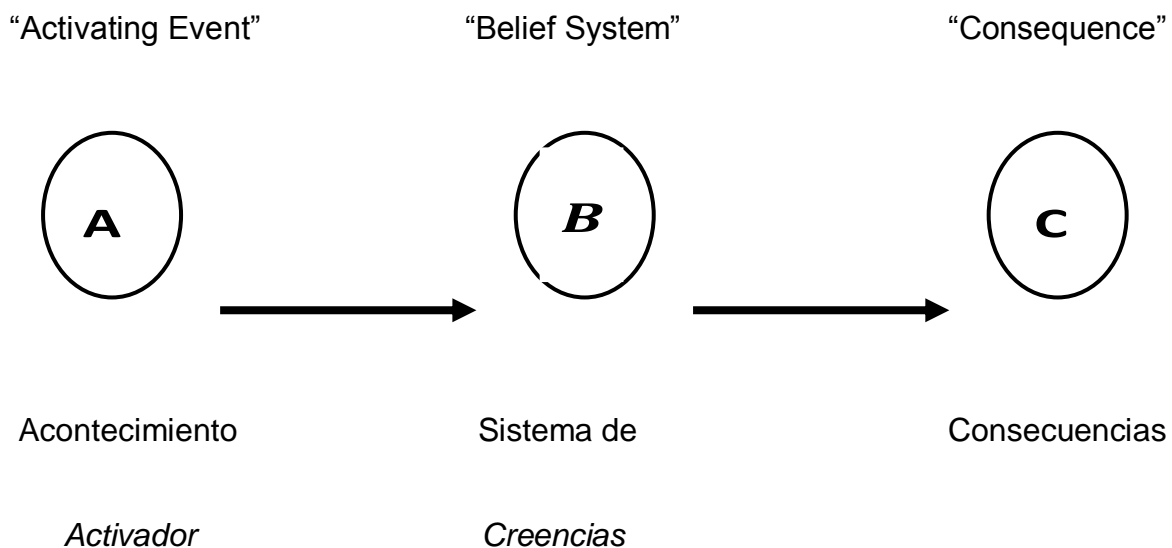 “Activating Event” “Belief System” “Consequence”
A B C
Acontecimiento Sistema de Consecuencias
Activador Creencias